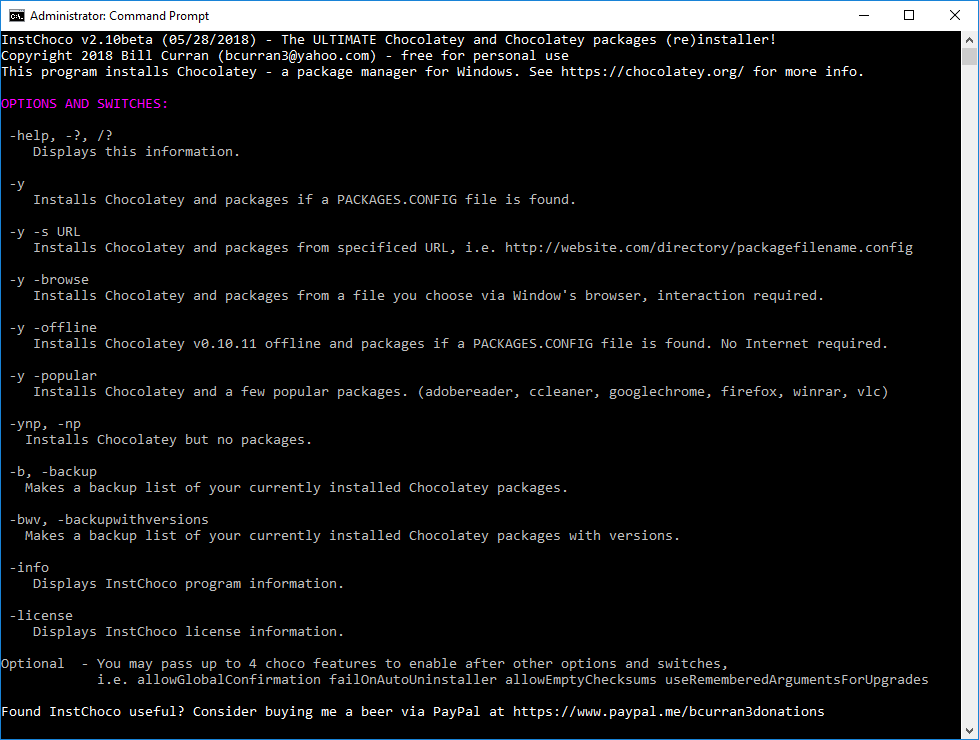 Administrator: Command Prompt
InstChoco v2.10beta (05/28/2018) - The ULTIMATE Chocolatey and Chocolatey packages (re)installer!
Copyright 2018 Bill Curran (bcurran3@yahoo.com) - free for personal use
This program installs Chocolatey - a package manager for Windows. See https://chocolatey.org/ for more info.
OPTIONS AND SWITCHES:
-help, -?, /?
Displays this information.
-y
Installs Chocolatey and packages if a PACKAGES.CONFIG file is found.
-y -s URL
Installs Chocolatey and packages from specificed URL, i.e. http://website.com/directory/packagefilename.config
-y -browse
Installs Chocolatey and packages from a file you choose via Window's browser, interaction required.
-y -offline
Installs Chocolatey v0.10.11 offline and packages if a PACKAGES.CONFIG file is found. No Internet required.
-y -popular
Installs Chocolatey and a few popular packages. (adobereader, ccleaner, googlechrome, firefox, winrar, vlc)
-ynp, -np
Installs Chocolatey but no packages.
-b, -backup
Makes a backup list of your currently installed Chocolatey packages.
-bwv, -backupwithversions
Makes a backup list of your currently installed Chocolatey packages with versions.
-info
Displays InstChoco program information.
-license
Displays InstChoco license information.
Optional  - You may pass up to 4 choco features to enable after other options and switches,
i.e. allowGlobalConfirmation failOnAutoUninstaller allowEmptyChecksums useRememberedArgumentsForUpgrades
Found InstChoco useful? Consider buying me a beer via PayPal at https://www.paypal.me/bcurran3donations